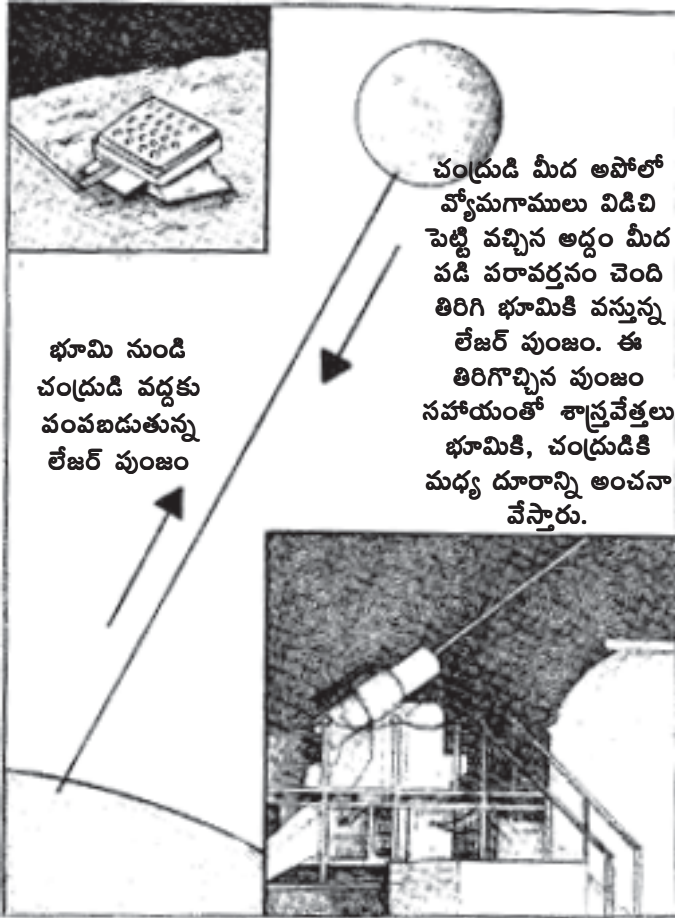 చంద్రుడి మీద అపోలో
వ్యోమగాములు విడిచి
పెట్టి వచ్చిన అద్దం మీద
పడి పరావర్తనం చెంది
తిరిగి భూమికి వస్తున్న
లేజర్ పుంజం. ఈ
తిరిగొచ్చిన పుంజం
సహాయంతో శాస్త్రవేత్తలు
భూమికి, చంద్రుడికి
మధ్య దూరాన్ని అంచనా
వేస్తారు.
భూమి నుండి
చంద్రుడి వద్దకు
పంపబడుతున్న
లేజర్ పుంజం